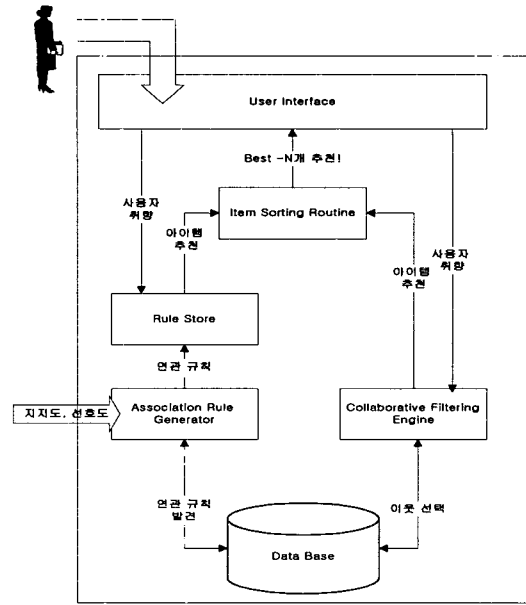 User Interface
Best -N개 추천!
사용자
취향
Item Sorting Routine
아이템
추천
아이템
추천
사용자
취향
Rule Store
연관 규칙
지지도, 선호도
Association Rule
Generator
Collaborative Filtering
Engine
연관 규칙
발견
이웃 선택
Data Base